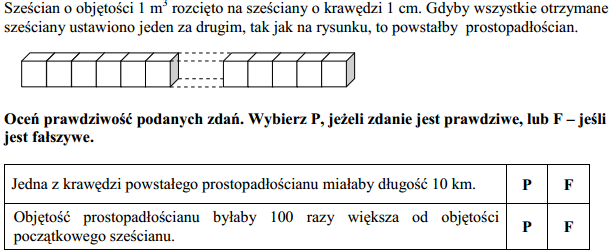 Sześcian o objętości 1 m³ rozcięto na sześciany o krawędzi 1 cm. Gdyby wszystkie otrzymane
sześciany ustawiono jeden za drugim, tak jak na rysunku, to powstałby prostopadłościan.
Oceń prawdziwość podanych zdań. Wybierz P, jeżeli zdanie jest prawdziwe, lub F – jeśli
jest fałszywe.
Jedna z krawędzi powstałego prostopadłościanu miałaby długość 10 km. P F
Objętość prostopadłościanu byłaby 100 razy większa od objętości
początkowego sześcianu. P F